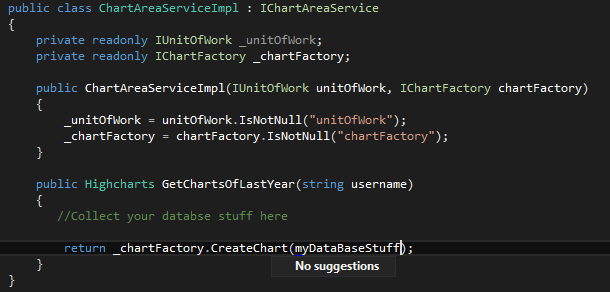 public class ChartAreaServiceImpl : IChartAreaService
{
private readonly IUnitOfWork _unitOfWork;
private readonly IChartFactory _chartFactory;
public ChartAreaServiceImpl(IUnitOfWork unitOfWork, IChartFactory chartFactory)
{
_unitOfWork = unitOfWork.IsNotNull("unitOfWork");
_chartFactory = chartFactory.IsNotNull("chartFactory");
}
public Highcharts GetChartsOfLastYear(string username)
{
//Collect your databse stuff here
return _chartFactory.CreateChart(myDataBaseStuff);
No suggestions
}
}